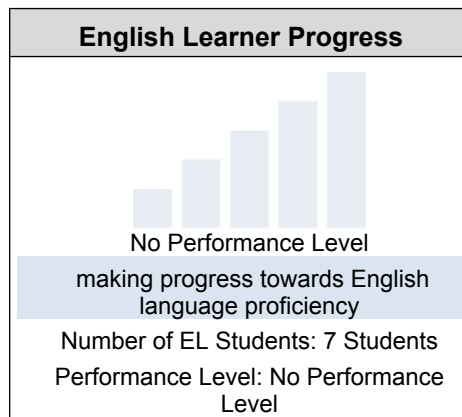 English Learner Progress
No Performance Level
making progress towards English
language proficiency
Number of EL Students: 7 Students
Performance Level: No Performance
Level